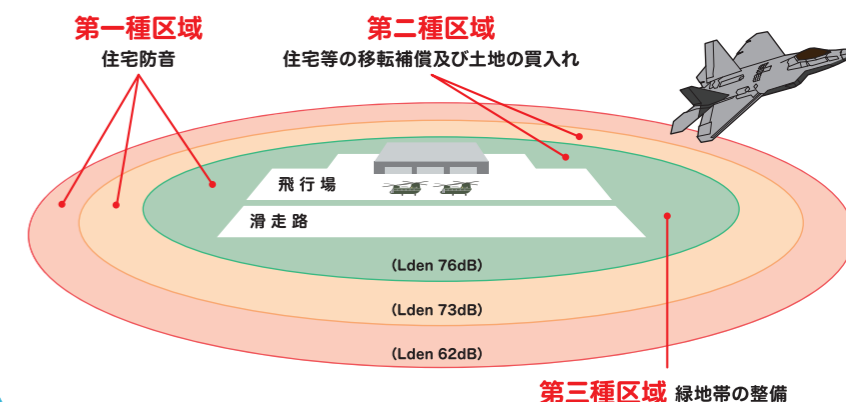 第一種区域
住宅防音
第二種区域
住宅等の移転補償及び土地の買入れ
飛行場
滑走路
(Lden 76dB)
(Lden 73dB)
(Lden 62dB)
第三種区域 緑地帯の整備